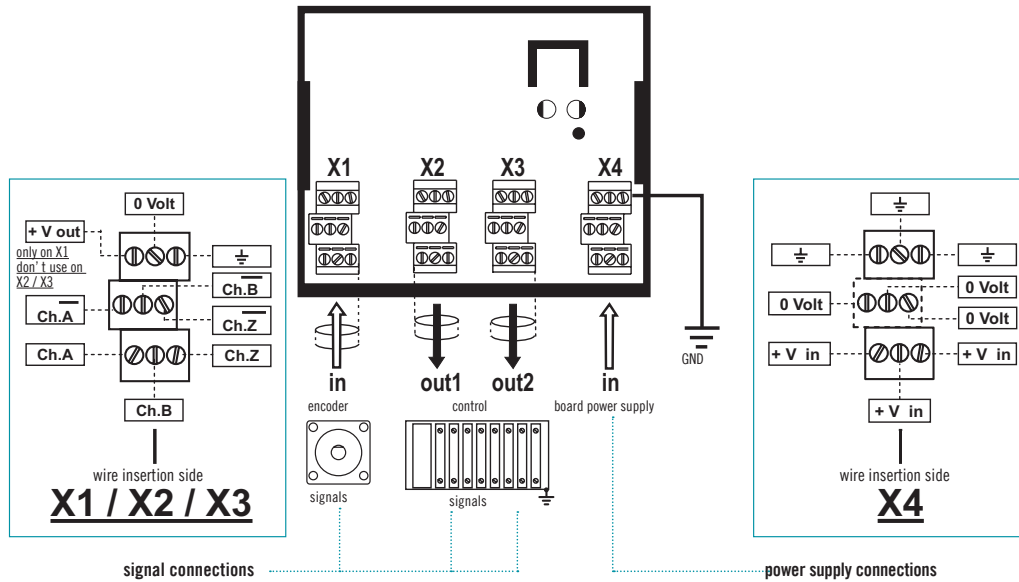 X1
X2
X3
X4
0 Volt
+ V out
only on X1
don' t use on
X2 / X3
Ch.B
Ch.A
Ch.Z
Ch.A
Ch.Z
Ch.B
wire insertion side
X1 / X2 / X3
in
out1
out2
in
encoder
control
board power supply
signals
signals
GND
0 Volt
0 Volt
0 Volt
+ V in
+ V in
+ V in
wire insertion side
X4
signal connections
power supply connections